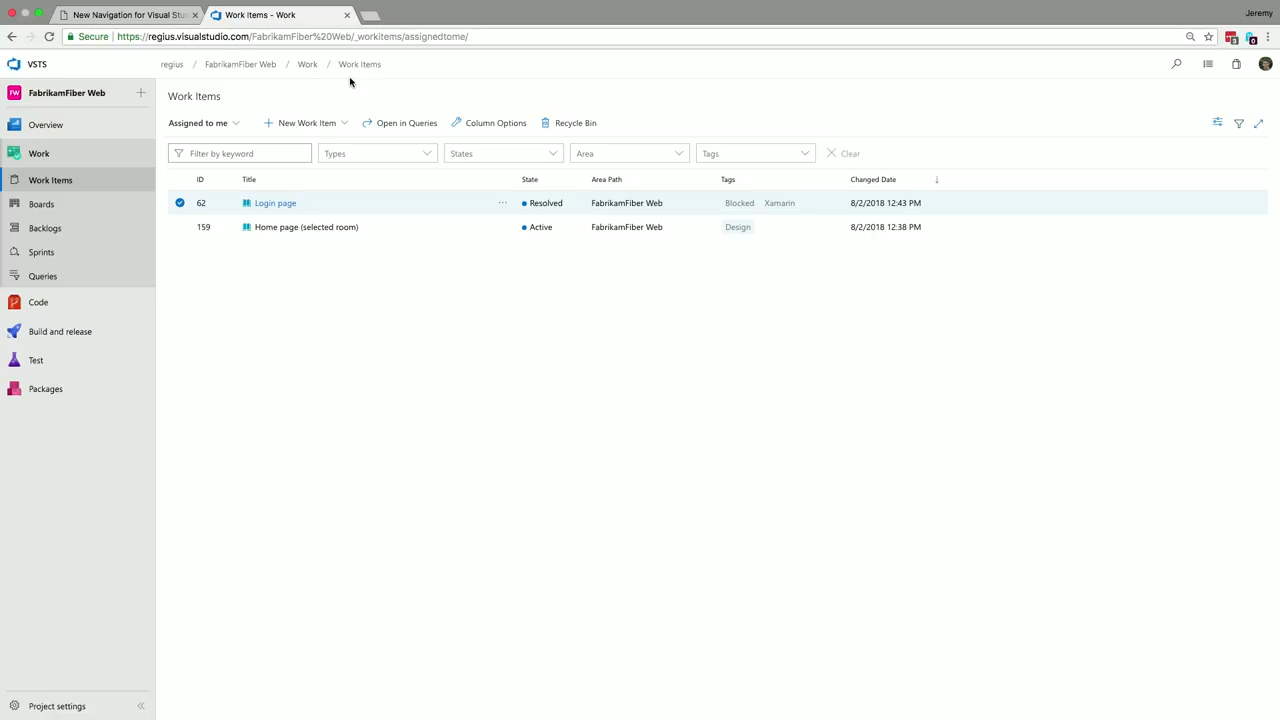 New Navigation for Visual Stu
Work Items - Work
Jeremy
Secure https://regius.visualstudio.com/FabrikamFiber%20Web/_workitems/assignedtome/
3
0
VSTS
regius / FabrikamFiber Web / Work / Work Items
FW FabrikamFiber Web
Overview
Work
Work Items
Boards
Backlogs
Sprints
Queries
Code
Build and release
Test
Packages
Project settings
Work Items
Assigned to me New Work Item Open in Queries Column Options Recycle Bin
Filter by keyword Types States Area Tags Clear
ID Title State Area Path Tags Changed Date
62 Login page ... Resolved FabrikamFiber Web Blocked Xamarin 8/2/2018 12:43 PM
159 Home page (selected room) Active FabrikamFiber Web Design 8/2/2018 12:38 PM